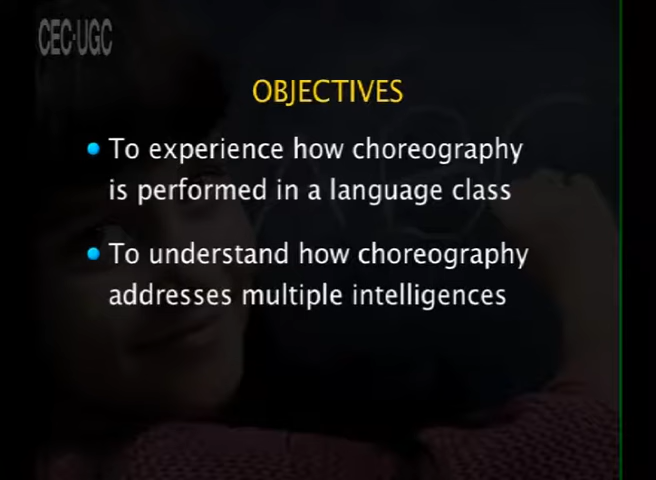 CEC-UGC
OBJECTIVES
• To experience how choreography
is performed in a language class
• To understand how choreography
addresses multiple intelligences